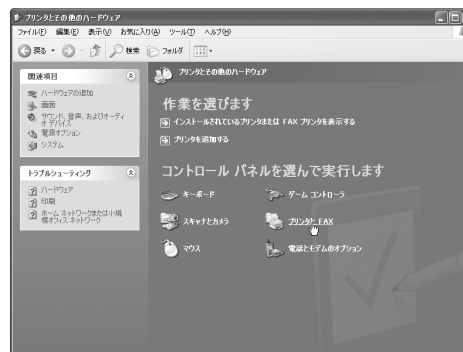 プリンタとその他のハードウェア
ファイル(F) 編集(E) 表示(V) お気に入り(A) ツール(T) ヘルプ(H)
戻る 検索 フォルダ
関連項目
ハードウェアの追加
画面
サウンド、音声、およびオーディオ デバイス
電源オプション
システム
トラブルシューティング
ハードウェア
印刷
ホーム ネットワークまたは小規模オフィス ネットワーク
プリンタとその他のハードウェア
作業を選びます
インストールされているプリンタまたは FAX プリンタを表示する
プリンタを追加する
コントロール パネルを選んで実行します
キーボード ゲーム コントローラ
スキャナとカメラ プリンタと FAX
マウス 電話とモデムのオプション